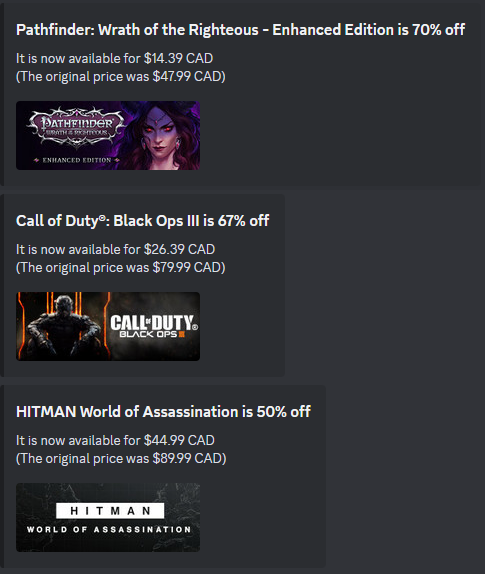 Pathfinder: Wrath of the Righteous - Enhanced Edition is 70% off
It is now available for $14.39 CAD
(The original price was $47.99 CAD)
PATHFINDER
WRATH OF THE RIGHTEOUS
ENHANCED EDITION
Call of Duty®: Black Ops III is 67% off
It is now available for $26.39 CAD
(The original price was $79.99 CAD)
CALL OF DUTY®
BLACK OPS III
HITMAN World of Assassination is 50% off
It is now available for $44.99 CAD
(The original price was $89.99 CAD)
HITMAN
WORLD OF ASSASSINATION